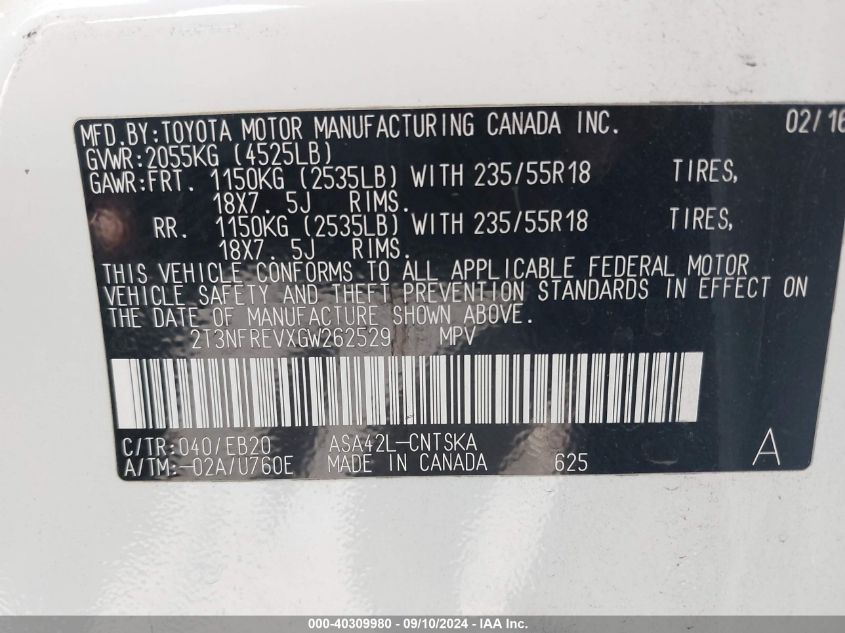 MFD.BY:TOYOTA MOTOR MANUFACTURING CANADA INC. 02/16
GVWR:2055KG (4525LB)
GAWR:FRT. 1150KG (2535LB) WITH 235/55R18 TIRES,
18X7. 5J RIMS.
RR. 1150KG (2535LB) WITH 235/55R18 TIRES,
18X7. 5J RIMS.
THIS VEHICLE CONFORMS TO ALL APPLICABLE FEDERAL MOTOR
VEHICLE SAFETY AND THEFT PREVENTION STANDARDS IN EFFECT ON
THE DATE OF MANUFACTURE SHOWN ABOVE.
2T3NFREVXGW262529 MPV
C/TR:040/EB20 ASA42L-CNTSKA
A/TM:-02A/U760E MADE IN CANADA 625 A
000-40309980 - 09/10/2024 - IAA Inc.